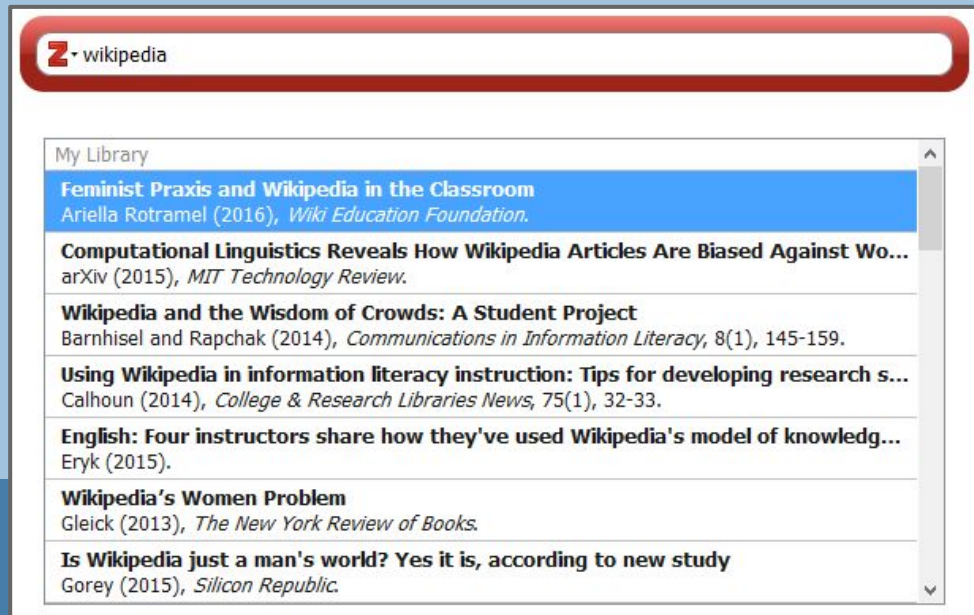 Z wikipedia
My Library
Feminist Praxis and Wikipedia in the Classroom
Ariella Rotramel (2016), Wiki Education Foundation.
Computational Linguistics Reveals How Wikipedia Articles Are Biased Against Wo...
arXiv (2015), MIT Technology Review.
Wikipedia and the Wisdom of Crowds: A Student Project
Barnhisel and Rapchak (2014), Communications in Information Literacy, 8(1), 145-159.
Using Wikipedia in information literacy instruction: Tips for developing research s...
Calhoun (2014), College & Research Libraries News, 75(1), 32-33.
English: Four instructors share how they've used Wikipedia's model of knowledg...
Eryk (2015).
Wikipedia’s Women Problem
Gleick (2013), The New York Review of Books.
Is Wikipedia just a man's world? Yes it is, according to new study
Gorey (2015), Silicon Republic.